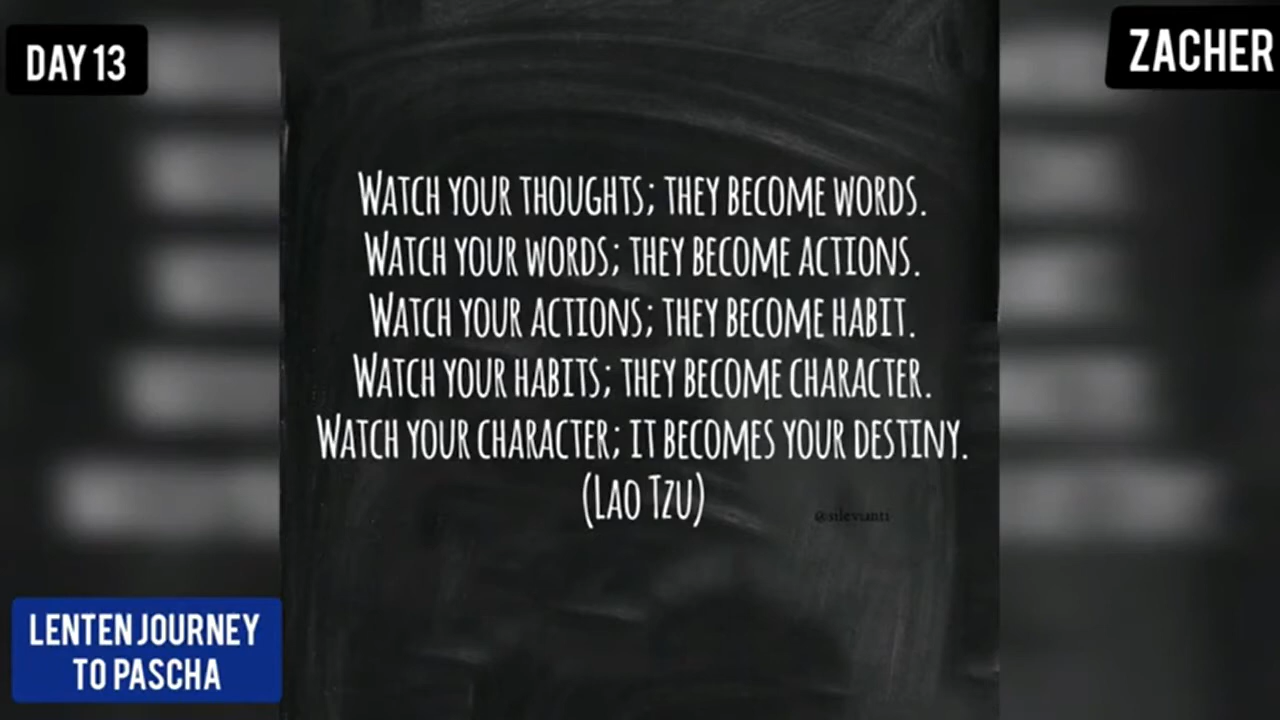 DAY 13
ZACHER
WATCH YOUR THOUGHTS; THEY BECOME WORDS.
WATCH YOUR WORDS; THEY BECOME ACTIONS.
WATCH YOUR ACTIONS; THEY BECOME HABIT.
WATCH YOUR HABITS; THEY BECOME CHARACTER.
WATCH YOUR CHARACTER; IT BECOMES YOUR DESTINY.
(LAO TZU)
@silevianti
LENTEN JOURNEY
TO PASCHA